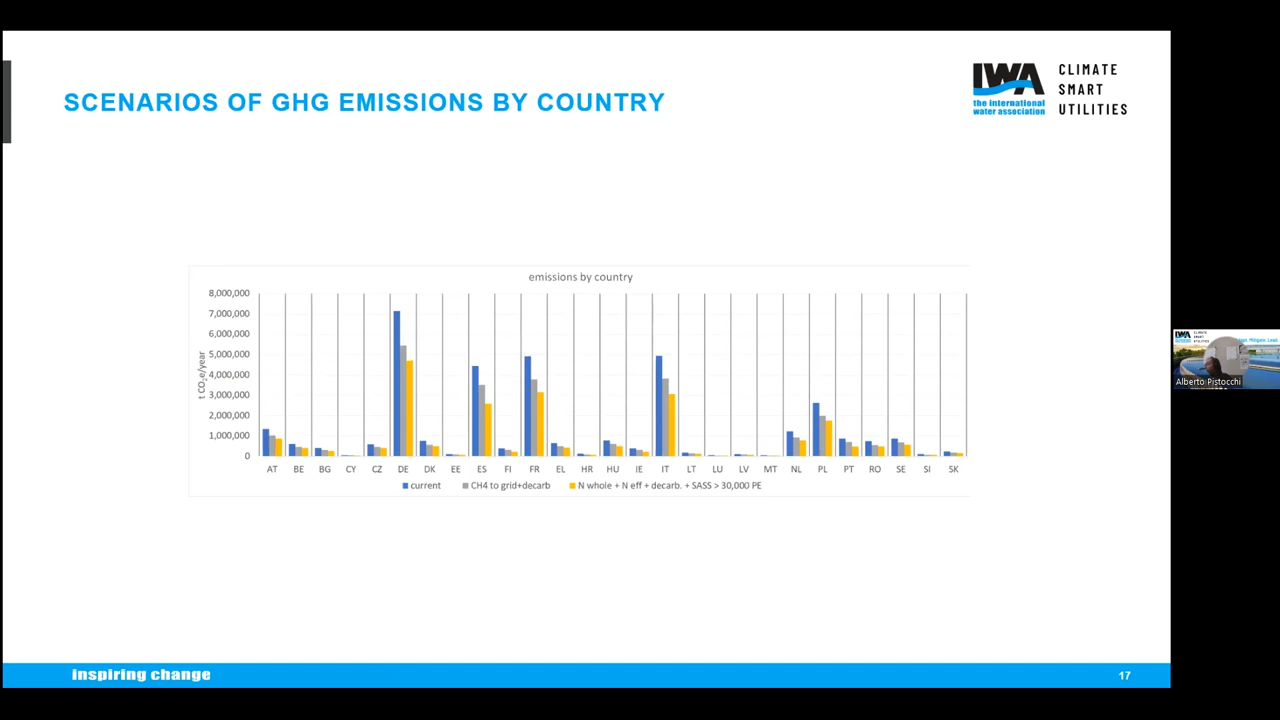 SCENARIOS OF GHG EMISSIONS BY COUNTRY
IWA
the international
water association
CLIMATE
SMART
UTILITIES
emissions by country
8,000,000
7,000,000
6,000,000
5,000,000
4,000,000
3,000,000
2,000,000
1,000,000
0
t CO2e/year
AT BE BG CY CZ DE DK EE ES FI FR EL HR HU IE IT LT LU LV MT NL PL PT RO SE SI SK
current CH4 to grid+decarb N whole + N eff + decarb. + SASS > 30,000 PE
inspiring change
17
IWA
Alberto Pistocchi